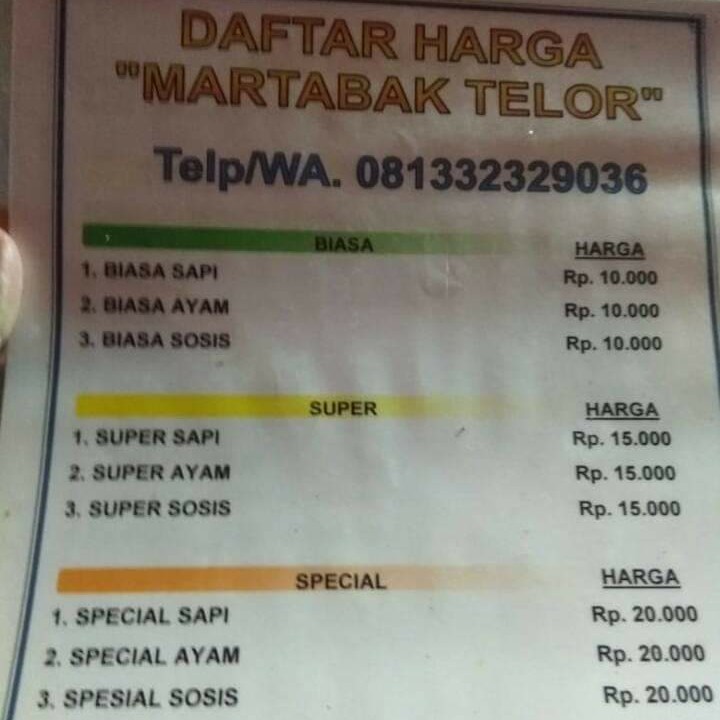 DAFTAR HARGA
"MARTABAK TELOR"
Telp/WA. 081332329036
BIASA HARGA
1. BIASA SAPI Rp. 10.000
2. BIASA AYAM Rp. 10.000
3. BIASA SOSIS Rp. 10.000
SUPER HARGA
1. SUPER SAPI Rp. 15.000
2. SUPER AYAM Rp. 15.000
3. SUPER SOSIS Rp. 15.000
SPECIAL HARGA
1. SPECIAL SAPI Rp. 20.000
2. SPECIAL AYAM Rp. 20.000
3. SPESIAL SOSIS Rp. 20.000